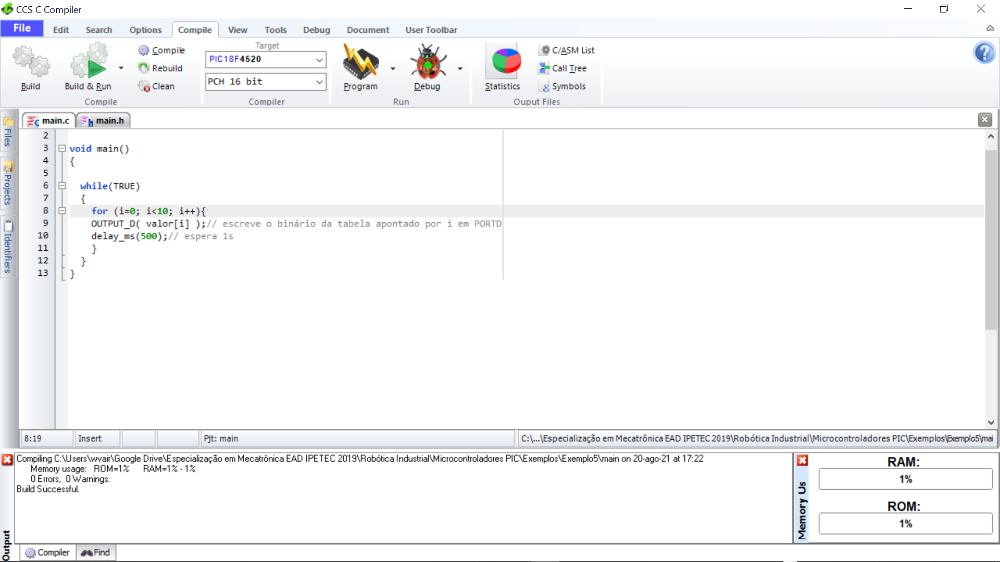 CCS C Compiler
File Edit Search Options Compile View Tools Debug Document User Toolbar
Build
Build & Run
Compile
Rebuild
Clean
Compile
Target
PIC18F4520
PCH 16 bit
Compiler
Program
Debug
Run
Statistics
C/ASM List
Call Tree
Symbols
Ouput Files
Files
Projects
Identifiers
main.c main.h
2
3 void main()
4 {
5
6 while(TRUE)
7 {
8 for (i=0; i<10; i++){
9 OUTPUT_D( valor[i] );// escreve o binário da tabela apontado por i em PORTD
10 delay_ms(500);// espera 1s
11 }
12 }
13 }
8:19 Insert Pjt: main C:\...\Especialização em Mecatrônica EAD IPETEC 2019\Robótica Industrial\Microcontroladores PIC\Exemplos\Exemplo5\mai
Compiling C:\Users\wvair\Google Drive\Especialização em Mecatrônica EAD IPETEC 2019\Robótica Industrial\Microcontroladores PIC\Exemplos\Exemplo5\main on 20-ago-21 at 17:22
Memory usage: ROM=1% RAM=1% - 1%
0 Errors, 0 Warnings.
Build Successful.
Output
Compiler Find
Memory Us
RAM:
1%
ROM:
1%